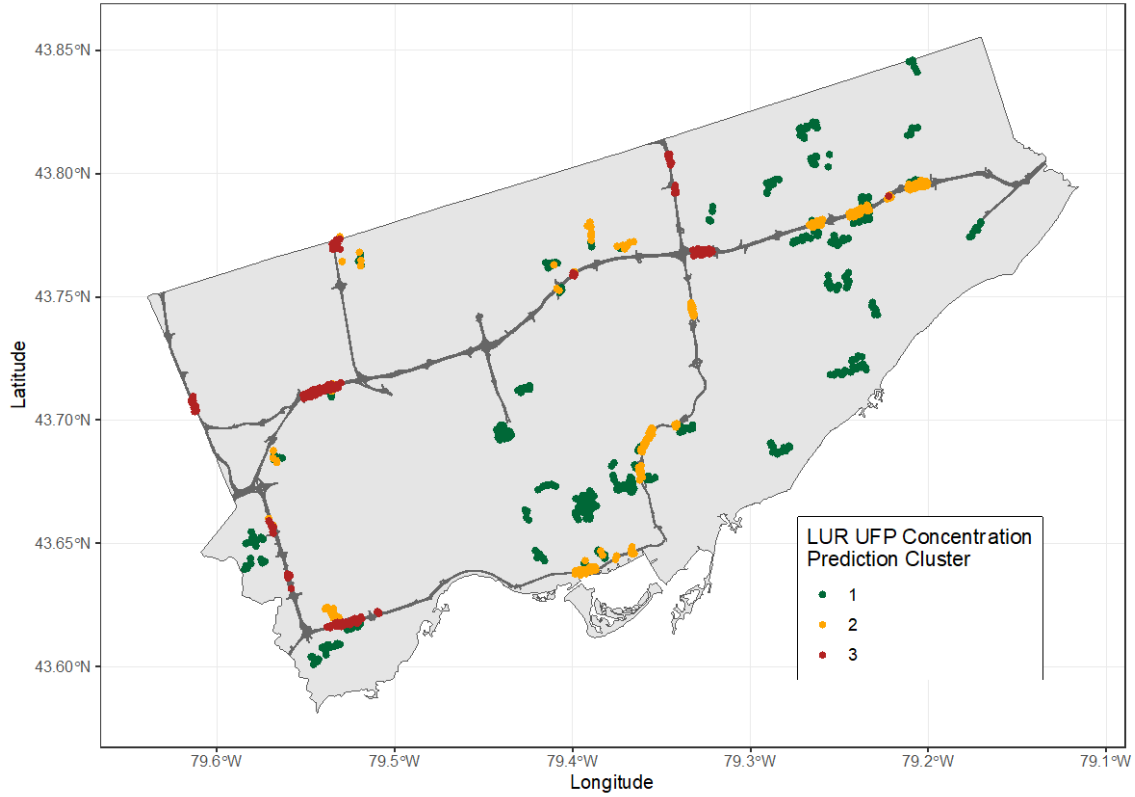 43.85°N
43.80°N
43.75°N
43.70°N
43.65°N
43.60°N
Latitude
LUR UFP Concentration
Prediction Cluster
1
2
3
79.6°W
79.5°W
79.4°W
79.3°W
79.2°W
79.1°W
Longitude